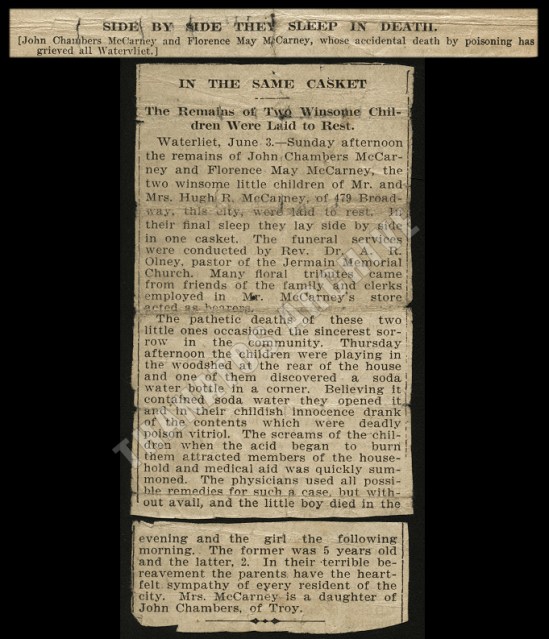 SIDE BY SIDE THEY SLEEP IN DEATH.
[John Chambers McCarney and Florence May McCarney, whose accidental death by poisoning has
grieved all Watervliet.]
IN THE SAME CASKET
The Remains of Two Winsome Chil-
dren Were Laid to Rest.
Waterliet, June 3.—Sunday afternoon
the remains of John Chambers McCar-
ney and Florence May McCarney, the
two winsome little children of Mr. and
Mrs. Hugh R. McCarney, of 479 Broad-
way, this city, were laid to rest. In
their final sleep they lay side by side
in one casket. The funeral services
were conducted by Rev. Dr. R.
Olney, pastor of the Jermain Memorial
Church. Many floral tributes came
from friends of the family and clerks
employed in Mr. McCarney's store
acted as bearers.
The pathetic deaths of these two
little ones occasioned the sincerest sor-
row in the community. Thursday
afternoon the children were playing in
the woodshed at the rear of the house
and one of them discovered a soda
water bottle in a corner. Believing it
contained soda water they opened it
and in their childish innocence drank
of the contents which were deadly
poison vitriol. The screams of the chil-
dren when the acid began to burn
them attracted members of the house-
hold and medical aid was quickly sum-
moned. The physicians used all possi-
ble remedies for such a case, but with-
out avail, and the little boy died in the
evening and the girl the following
morning. The former was 5 years old
and the latter, 2. In their terrible be-
reavement the parents have the heart-
felt sympathy of eyery resident of the
city. Mrs. McCarney is a daughter of
John Chambers, of Troy.